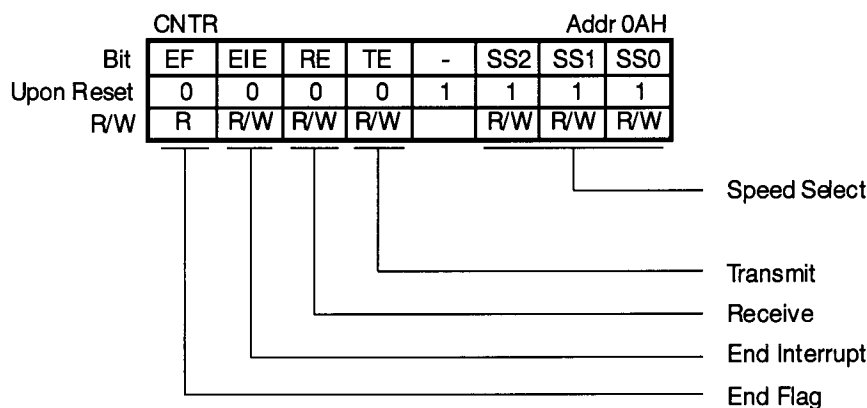 CNTR Addr 0AH
Bit EF EIE RE TE - SS2 SS1 SS0
Upon Reset 0 0 0 0 1 1 1 1
R/W R R/W R/W R/W R/W R/W R/W
Speed Select
Transmit
Receive
End Interrupt
End Flag